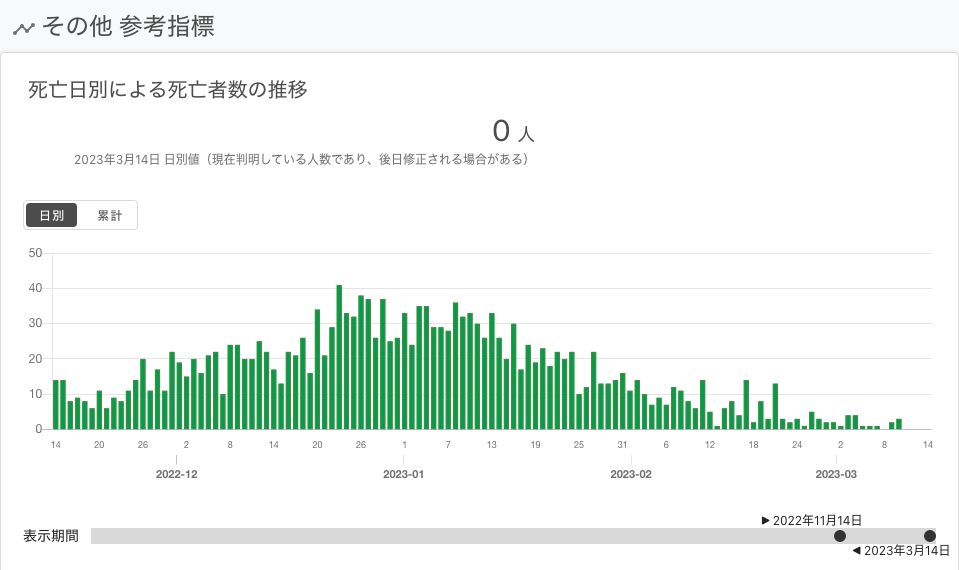 その他 参考指標
死亡日別による死亡者数の推移
0 人
2023年3月14日 日別値（現在判明している人数であり、後日修正される場合がある）
日別 累計
50
40
30
20
10
0
14 20 26 2 8 14 20 26 1 7 13 19 25 31 6 12 18 24 2 8 14
2022-12 2023-01 2023-02 2023-03
▶ 2022年11月14日
表示期間
◀ 2023年3月14日